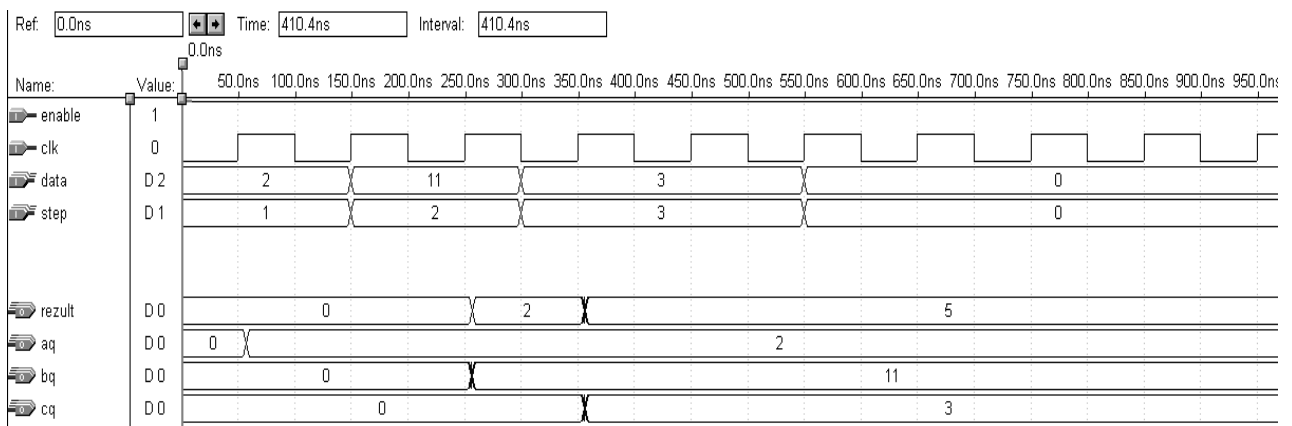 Ref: 0.0ns Time: 410.4ns Interval: 410.4ns
0.0ns
Name: Value: 50.0ns 100.0ns 150.0ns 200.0ns 250.0ns 300.0ns 350.0ns 400.0ns 450.0ns 500.0ns 550.0ns 600.0ns 650.0ns 700.0ns 750.0ns 800.0ns 850.0ns 900.0ns 950.0ns
enable 1
clk 0
data D 2 2 11 3 0
step D 1 1 2 3 0
rezult D 0 0 2 5
aq D 0 0 2
bq D 0 0 11
cq D 0 0 3